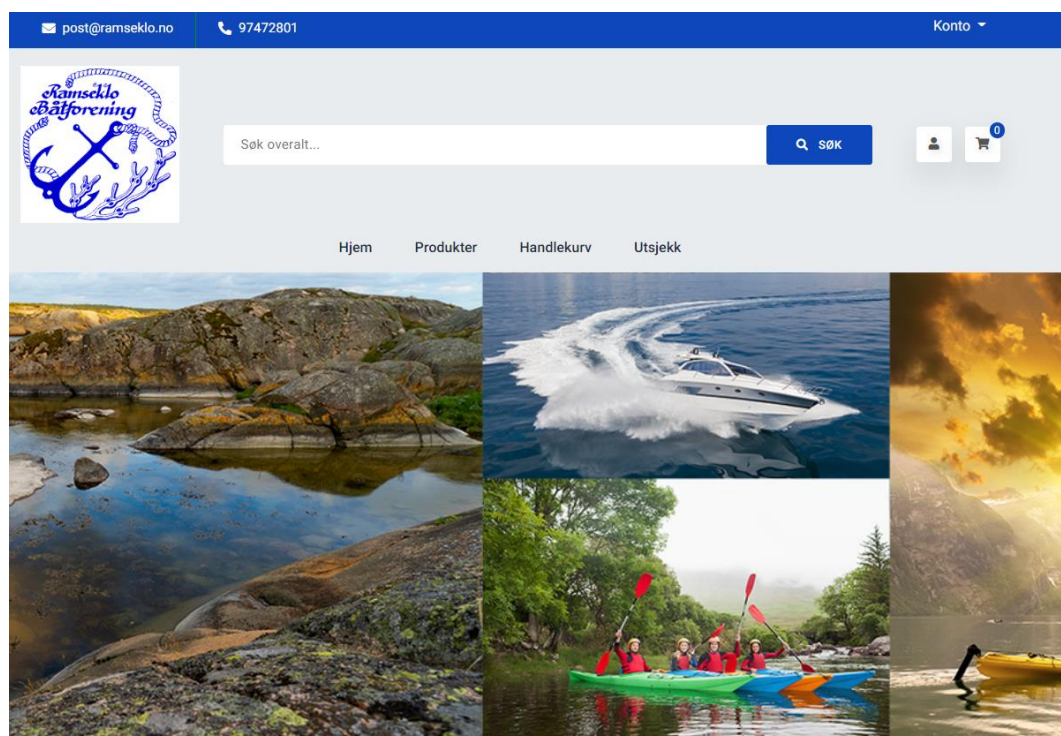 post@ramseklo.no
97472801
Konto
Ramseklo
Båtforening
Søk overalt...
SØK
0
Hjem Produkter Handlekurv Utsjekk